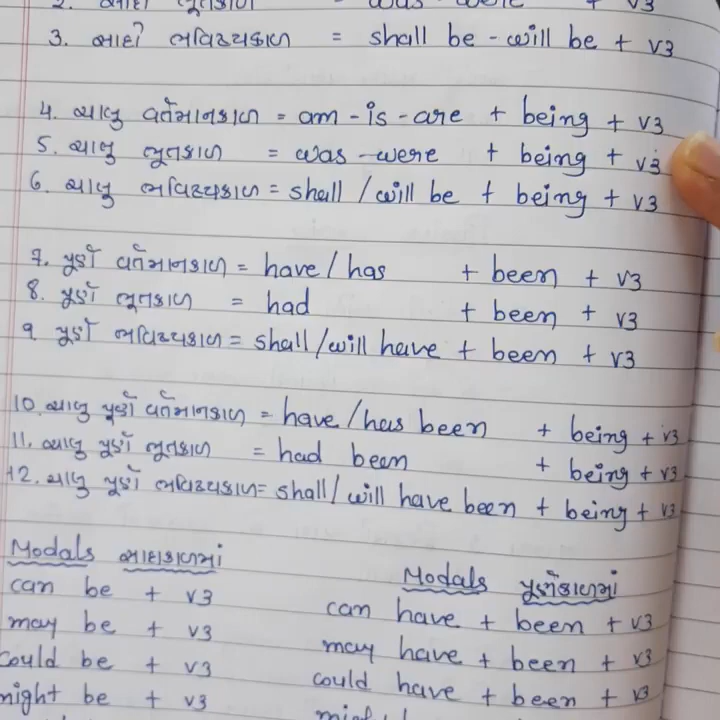 2. સાદો ભૂતકાળ = was-were + v3
3. સાદો ભવિષ્યકાળ = shall be - will be + v3
4. ચાલુ વર્તમાનકાળ = am - is - are + being + v3
5. ચાલુ ભૂતકાળ = was - were + being + v3
6. ચાલુ ભવિષ્યકાળ = shall / will be + being + v3
7. પૂર્ણ વર્તમાનકાળ = have / has + been + v3
8. પૂર્ણ ભૂતકાળ = had + been + v3
9 પૂર્ણ ભવિષ્યકાળ = shall / will have + been + v3
10. ચાલુ પૂર્ણ વર્તમાનકાળ = have / has been + being + v3
11. ચાલુ પૂર્ણ ભૂતકાળ = had been + being + v3
12. ચાલુ પૂર્ણ ભવિષ્યકાળ = shall / will have been + being + v3
Modals સાદાકાળમાં
can be + v3
may be + v3
could be + v3
might be + v3
Modals પૂર્ણકાળમાં
can have + been + v3
may have + been + v3
could have + been + v3